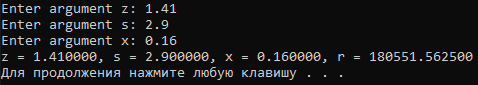 Enter argument z: 1.41
Enter argument s: 2.9
Enter argument x: 0.16
z = 1.410000, s = 2.900000, x = 0.160000, r = 180551.562500
Для продолжения нажмите любую клавишу . . .